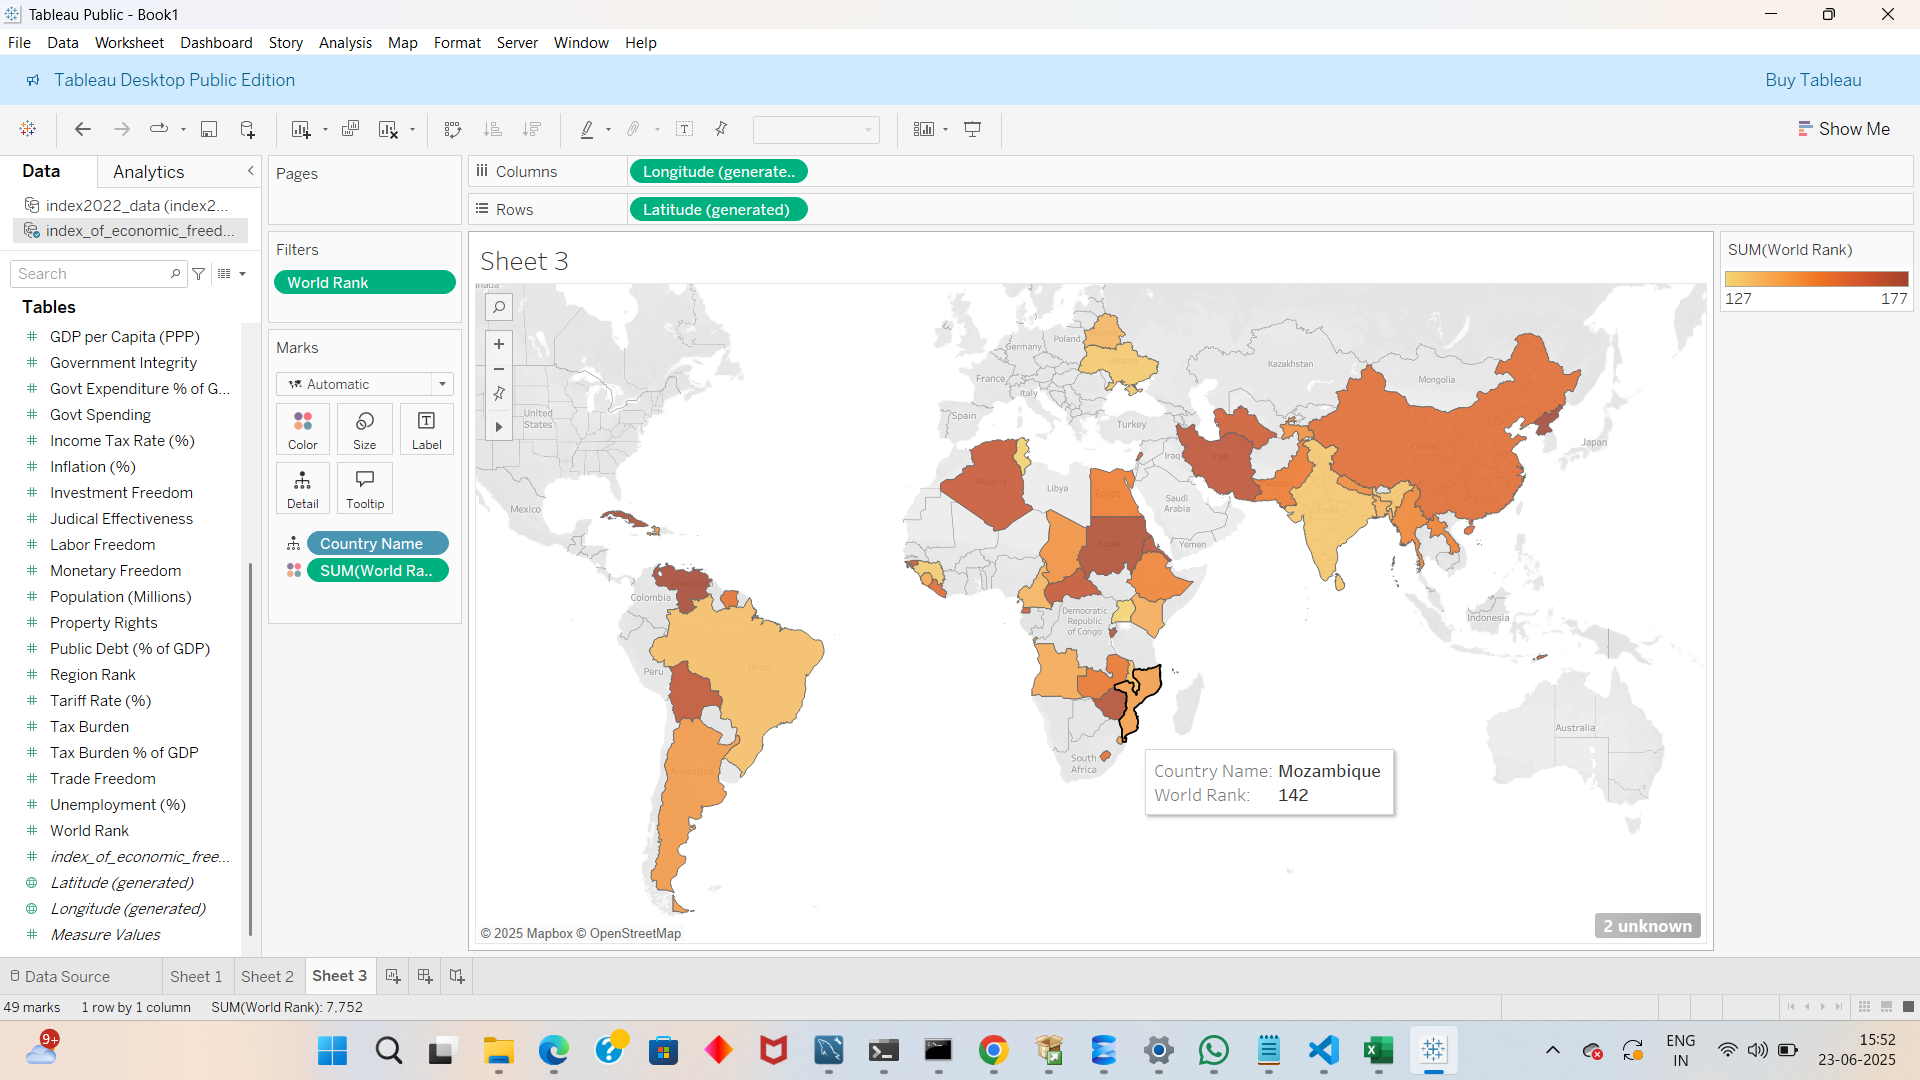 Tableau Public - Book1
File Data Worksheet Dashboard Story Analysis Map Format Server Window Help
Tableau Desktop Public Edition
Buy Tableau
Show Me
Data
Analytics
index2022_data (index2...
index_of_economic_freed...
Search
Tables
GDP per Capita (PPP)
Government Integrity
Govt Expenditure % of G...
Govt Spending
Income Tax Rate (%)
Inflation (%)
Investment Freedom
Judical Effectiveness
Labor Freedom
Monetary Freedom
Population (Millions)
Property Rights
Public Debt (% of GDP)
Region Rank
Tariff Rate (%)
Tax Burden
Tax Burden % of GDP
Trade Freedom
Unemployment (%)
World Rank
index_of_economic_free...
Latitude (generated)
Longitude (generated)
Measure Values
Pages
Filters
World Rank
Marks
Automatic
Color
Size
Label
Detail
Tooltip
Country Name
SUM(World Ra..
Columns
Longitude (generate..
Rows
Latitude (generated)
Sheet 3
United
States
Mexico
Colombia
Peru
Brazil
Argentina
Poland
Germany
France
Italy
Spain
Turkey
Kazakhstan
Mongolia
China
Japan
Iraq
Iran
Algeria
Libya
Egypt
Saudi
Arabia
Sudan
Yemen
Democratic
Republic
of Congo
Indonesia
South
Africa
Australia
Country Name: Mozambique
World Rank: 142
© 2025 Mapbox © OpenStreetMap
2 unknown
SUM(World Rank)
127
177
Data Source
Sheet 1
Sheet 2
Sheet 3
49 marks
1 row by 1 column
SUM(World Rank): 7,752
9+
ENG
IN
15:52
23-06-2025